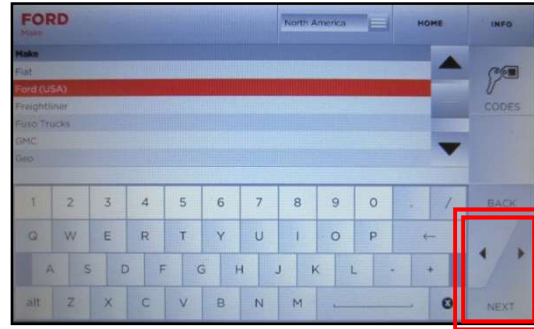 FORD
Make
North America
HOME
INFO
Make
Fiat
Ford (USA)
Freightliner
Fuso Trucks
GMC
Geo
CODES
1 2 3 4 5 6 7 8 9 0 . /
BACK
Q W E R T Y U I O P ←
A S D F G H J K L - +
alt Z X C V B N M
NEXT